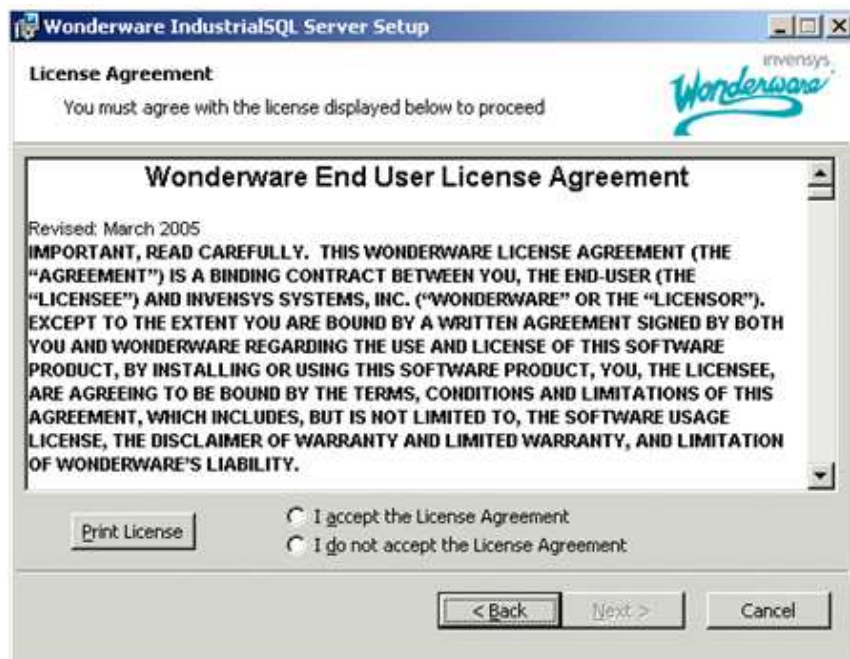 Wonderware IndustrialSQL Server Setup
License Agreement
You must agree with the license displayed below to proceed
invensys
Wonderware
Wonderware End User License Agreement
Revised: March 2005
IMPORTANT, READ CAREFULLY. THIS WONDERWARE LICENSE AGREEMENT (THE
“AGREEMENT”) IS A BINDING CONTRACT BETWEEN YOU, THE END-USER (THE
“LICENSEE”) AND INVENSYS SYSTEMS, INC. (“WONDERWARE” OR THE “LICENSOR”).
EXCEPT TO THE EXTENT YOU ARE BOUND BY A WRITTEN AGREEMENT SIGNED BY BOTH
YOU AND WONDERWARE REGARDING THE USE AND LICENSE OF THIS SOFTWARE
PRODUCT, BY INSTALLING OR USING THIS SOFTWARE PRODUCT, YOU, THE LICENSEE,
ARE AGREEING TO BE BOUND BY THE TERMS, CONDITIONS AND LIMITATIONS OF THIS
AGREEMENT, WHICH INCLUDES, BUT IS NOT LIMITED TO, THE SOFTWARE USAGE
LICENSE, THE DISCLAIMER OF WARRANTY AND LIMITED WARRANTY, AND LIMITATION
OF WONDERWARE'S LIABILITY.
Print License
I accept the License Agreement
I do not accept the License Agreement
< Back
Next >
Cancel